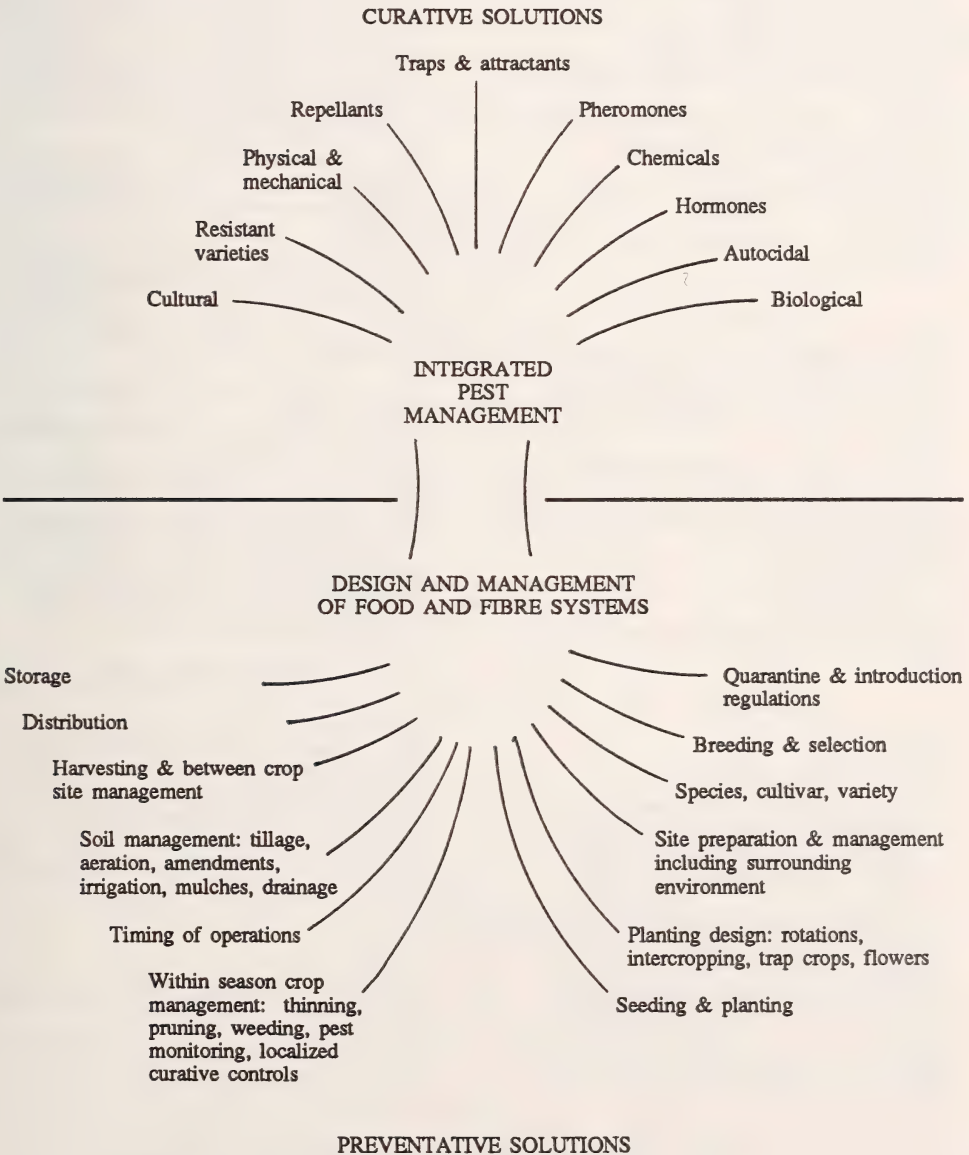 CURATIVE SOLUTIONS
Traps & attractants
Repellants
Pheromones
Physical &
mechanical
Chemicals
Hormones
Resistant
varieties
Autocidal
Cultural
Biological
INTEGRATED
PEST
MANAGEMENT
DESIGN AND MANAGEMENT
OF FOOD AND FIBRE SYSTEMS
Storage
Distribution
Harvesting & between crop
site management
Soil management: tillage,
aeration, amendments,
irrigation, mulches, drainage
Timing of operations
Within season crop
management: thinning,
pruning, weeding, pest
monitoring, localized
curative controls
Quarantine & introduction
regulations
Breeding & selection
Species, cultivar, variety
Site preparation & management
including surrounding
environment
Planting design: rotations,
intercropping, trap crops, flowers
Seeding & planting
PREVENTATIVE SOLUTIONS